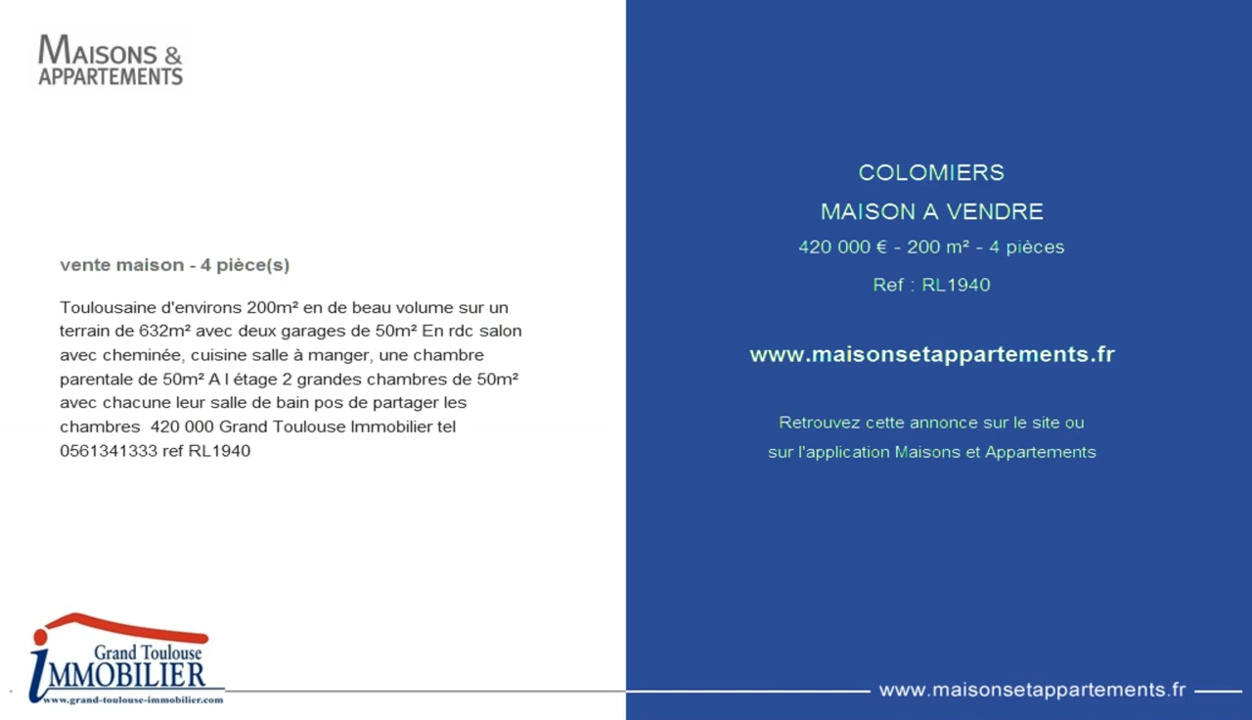 MAISONS &
APPARTEMENTS
vente maison - 4 pièce(s)
Toulousaine d'environs 200m² en de beau volume sur un
terrain de 632m² avec deux garages de 50m² En rdc salon
avec cheminée, cuisine salle à manger, une chambre
parentale de 50m² A l étage 2 grandes chambres de 50m²
avec chacune leur salle de bain pos de partager les
chambres  420 000 Grand Toulouse Immobilier tel
0561341333 ref RL1940
Grand Toulouse
iMMOBILIER
www.grand-toulouse-immobilier.com
COLOMIERS
MAISON A VENDRE
420 000 € - 200 m² - 4 pièces
Ref : RL1940
www.maisonsetappartements.fr
Retrouvez cette annonce sur le site ou
sur l'application Maisons et Appartements
www.maisonsetappartements.fr